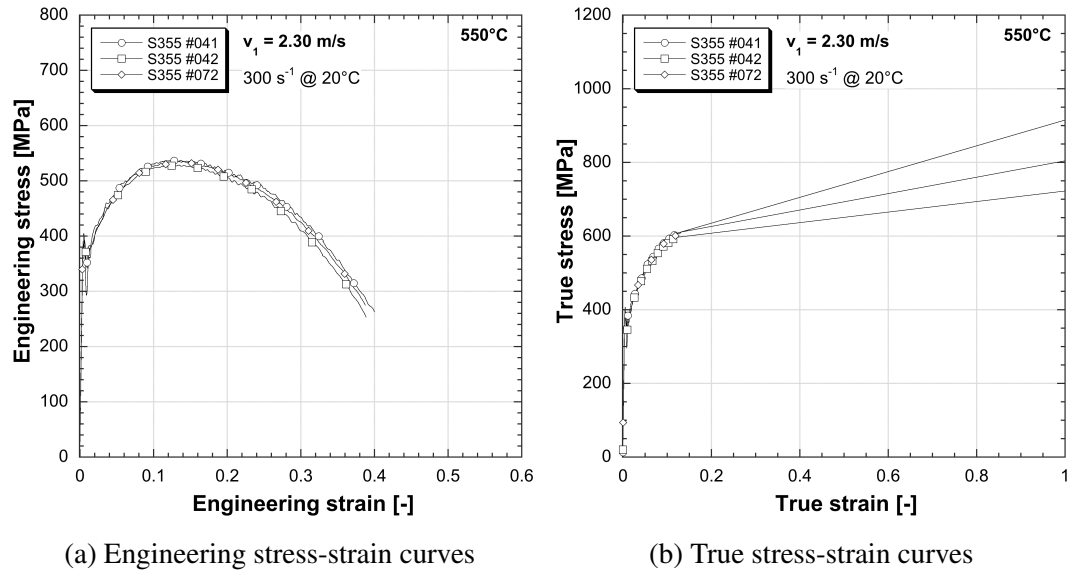 800
700
600
500
400
300
200
100
0
0
0.1
0.2
0.3
0.4
0.5
0.6
Engineering stress [MPa]
Engineering strain [-]
S355 #041
S355 #042
S355 #072
v1 = 2.30 m/s
300 s-1 @ 20°C
550°C
(a) Engineering stress-strain curves
1200
1000
800
600
400
200
0
0
0.2
0.4
0.6
0.8
1
True stress [MPa]
True strain [-]
S355 #041
S355 #042
S355 #072
v1 = 2.30 m/s
300 s-1 @ 20°C
550°C
(b) True stress-strain curves